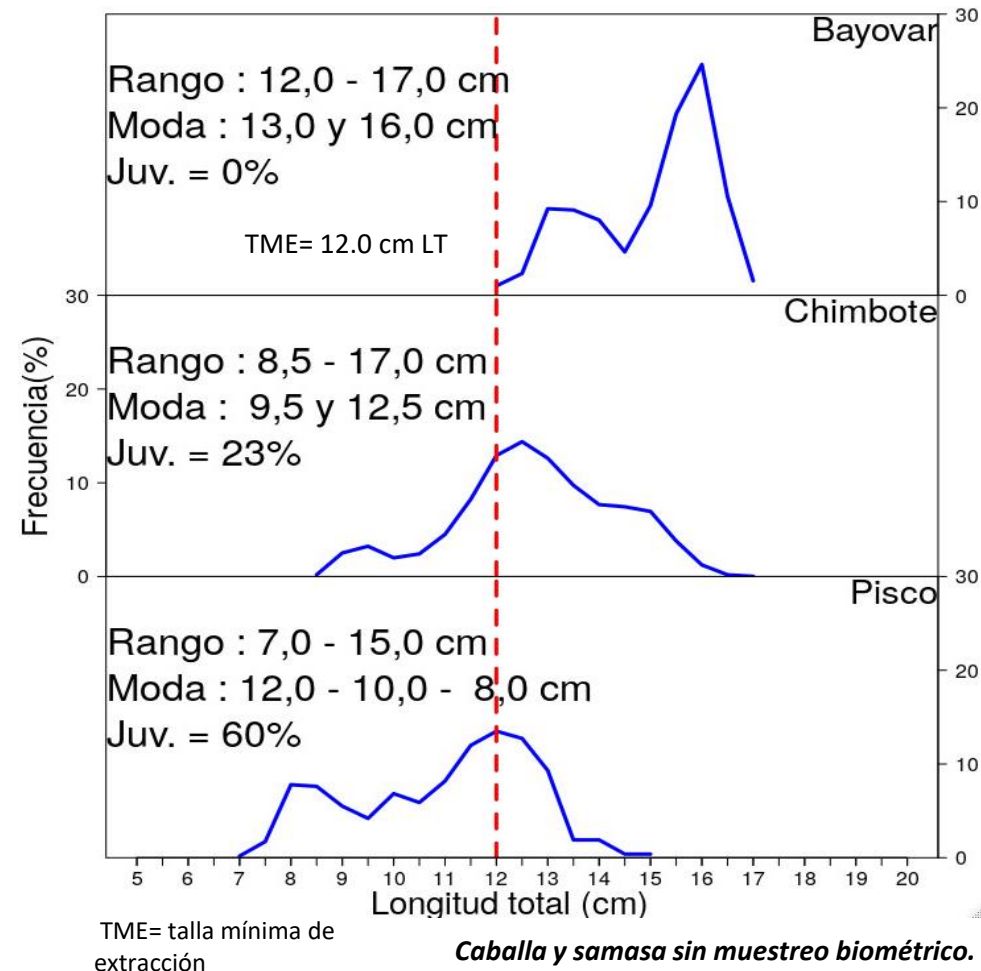 30
Bayovar
Rango : 12,0 - 17,0 cm
20
Moda : 13,0 y 16,0 cm
Juv. = 0%
10
TME= 12.0 cm LT
30
0
Chimbote
Rango : 8,5 - 17,0 cm
20
Moda : 9,5 y 12,5 cm
Juv. = 23%
10
Frecuencia(%)
0
30
Pisco
Rango : 7,0 - 15,0 cm
20
Moda : 12,0 - 10,0 - 8,0 cm
Juv. = 60%
10
0
5 6 7 8 9 10 11 12 13 14 15 16 17 18 19 20
Longitud total (cm)
TME= talla mínima de
extracción
Caballa y samasa sin muestreo biométrico.